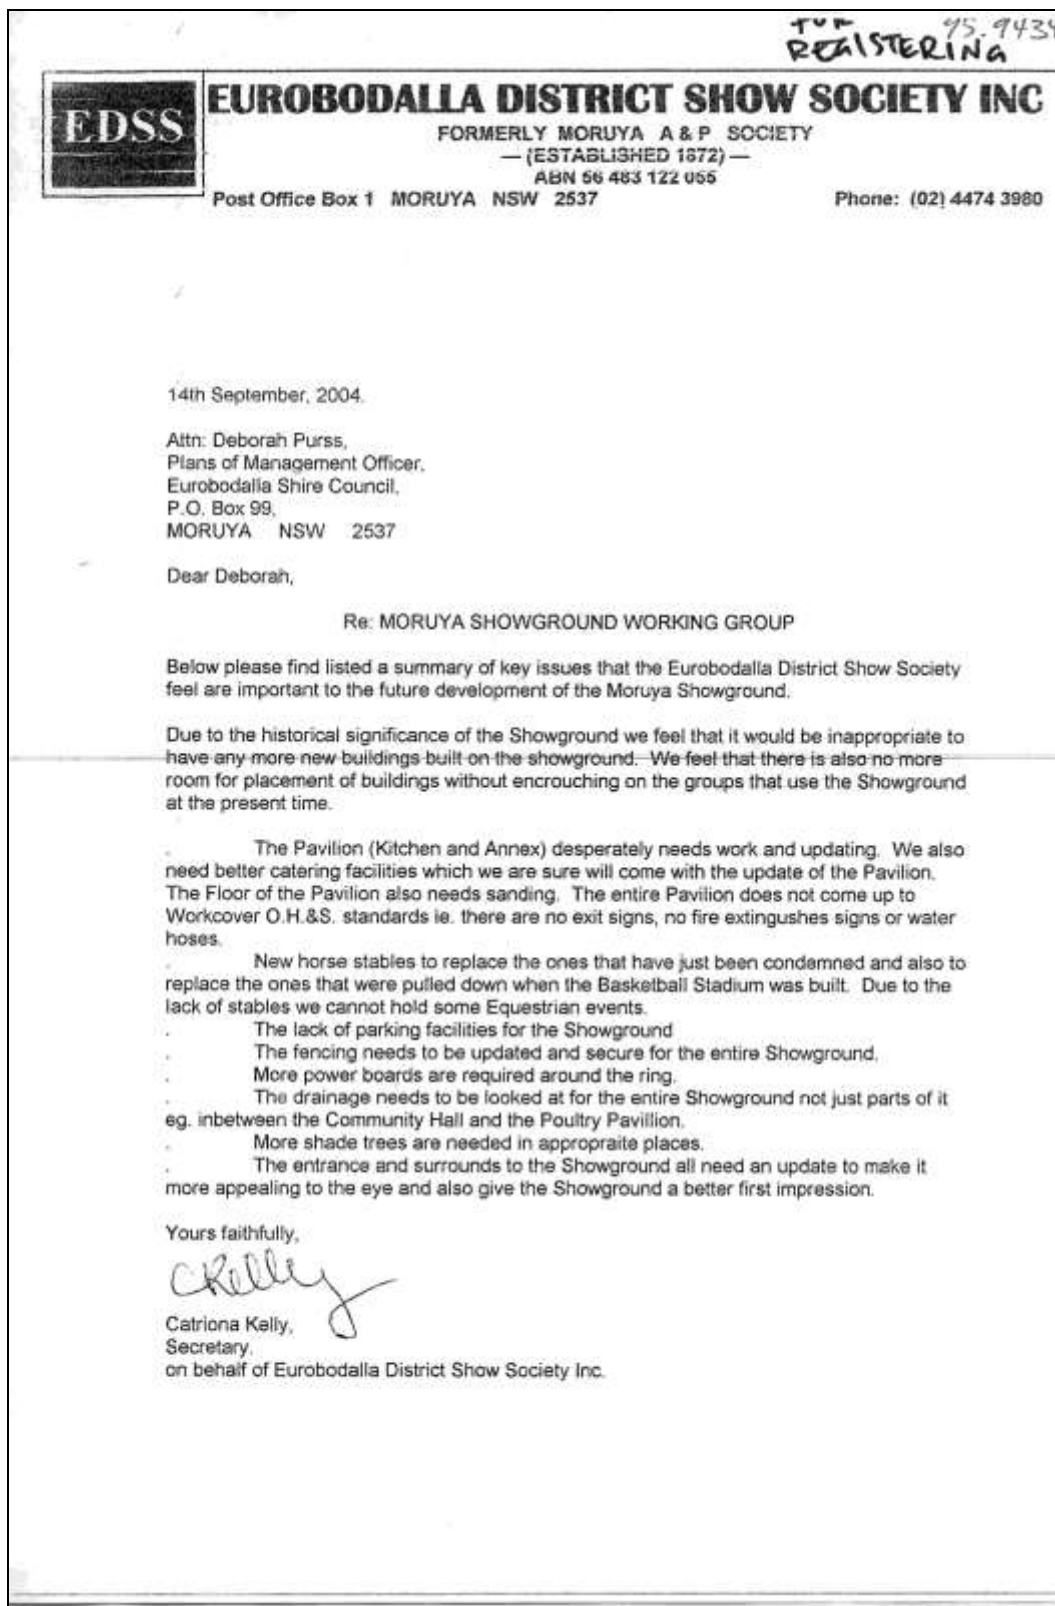 FOR 95.9434
REGISTERING
EDSS
EUROBODALLA DISTRICT SHOW SOCIETY INC
FORMERLY MORUYA A & P SOCIETY
— (ESTABLISHED 1872) —
ABN 56 483 122 055
Post Office Box 1 MORUYA NSW 2537 Phone: (02) 4474 3980
14th September, 2004.
Attn: Deborah Purss,
Plans of Management Officer,
Eurobodalla Shire Council,
P.O. Box 99,
MORUYA NSW 2537
Dear Deborah,
Re: MORUYA SHOWGROUND WORKING GROUP
Below please find listed a summary of key issues that the Eurobodalla District Show Society
feel are important to the future development of the Moruya Showground.
Due to the historical significance of the Showground we feel that it would be inappropriate to
have any more new buildings built on the showground. We feel that there is also no more
room for placement of buildings without encrouching on the groups that use the Showground
at the present time.
. The Pavilion (Kitchen and Annex) desperately needs work and updating. We also
need better catering facilities which we are sure will come with the update of the Pavilion.
The Floor of the Pavilion also needs sanding. The entire Pavilion does not come up to
Workcover O.H.&S. standards ie. there are no exit signs, no fire extingushes signs or water
hoses.
. New horse stables to replace the ones that have just been condemned and also to
replace the ones that were pulled down when the Basketball Stadium was built. Due to the
lack of stables we cannot hold some Equestrian events.
. The lack of parking facilities for the Showground
. The fencing needs to be updated and secure for the entire Showground.
. More power boards are required around the ring.
. The drainage needs to be looked at for the entire Showground not just parts of it
eg. inbetween the Community Hall and the Poultry Pavillion.
. More shade trees are needed in appropraite places.
. The entrance and surrounds to the Showground all need an update to make it
more appealing to the eye and also give the Showground a better first impression.
Yours faithfully,
CKelly
Catriona Kelly,
Secretary.
on behalf of Eurobodalla District Show Society Inc.